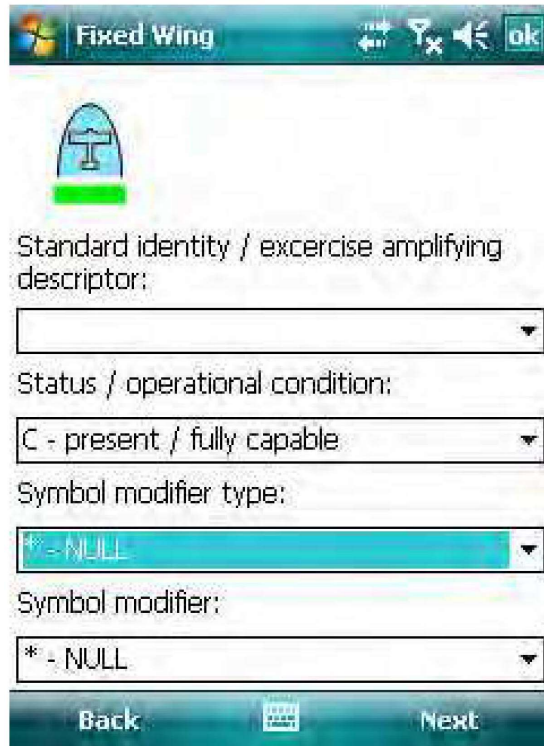 Fixed Wing
ok
Standard identity / excercise amplifying
descriptor:
Status / operational condition:
C - present / fully capable
Symbol modifier type:
* - NULL
Symbol modifier:
* - NULL
Back
Next